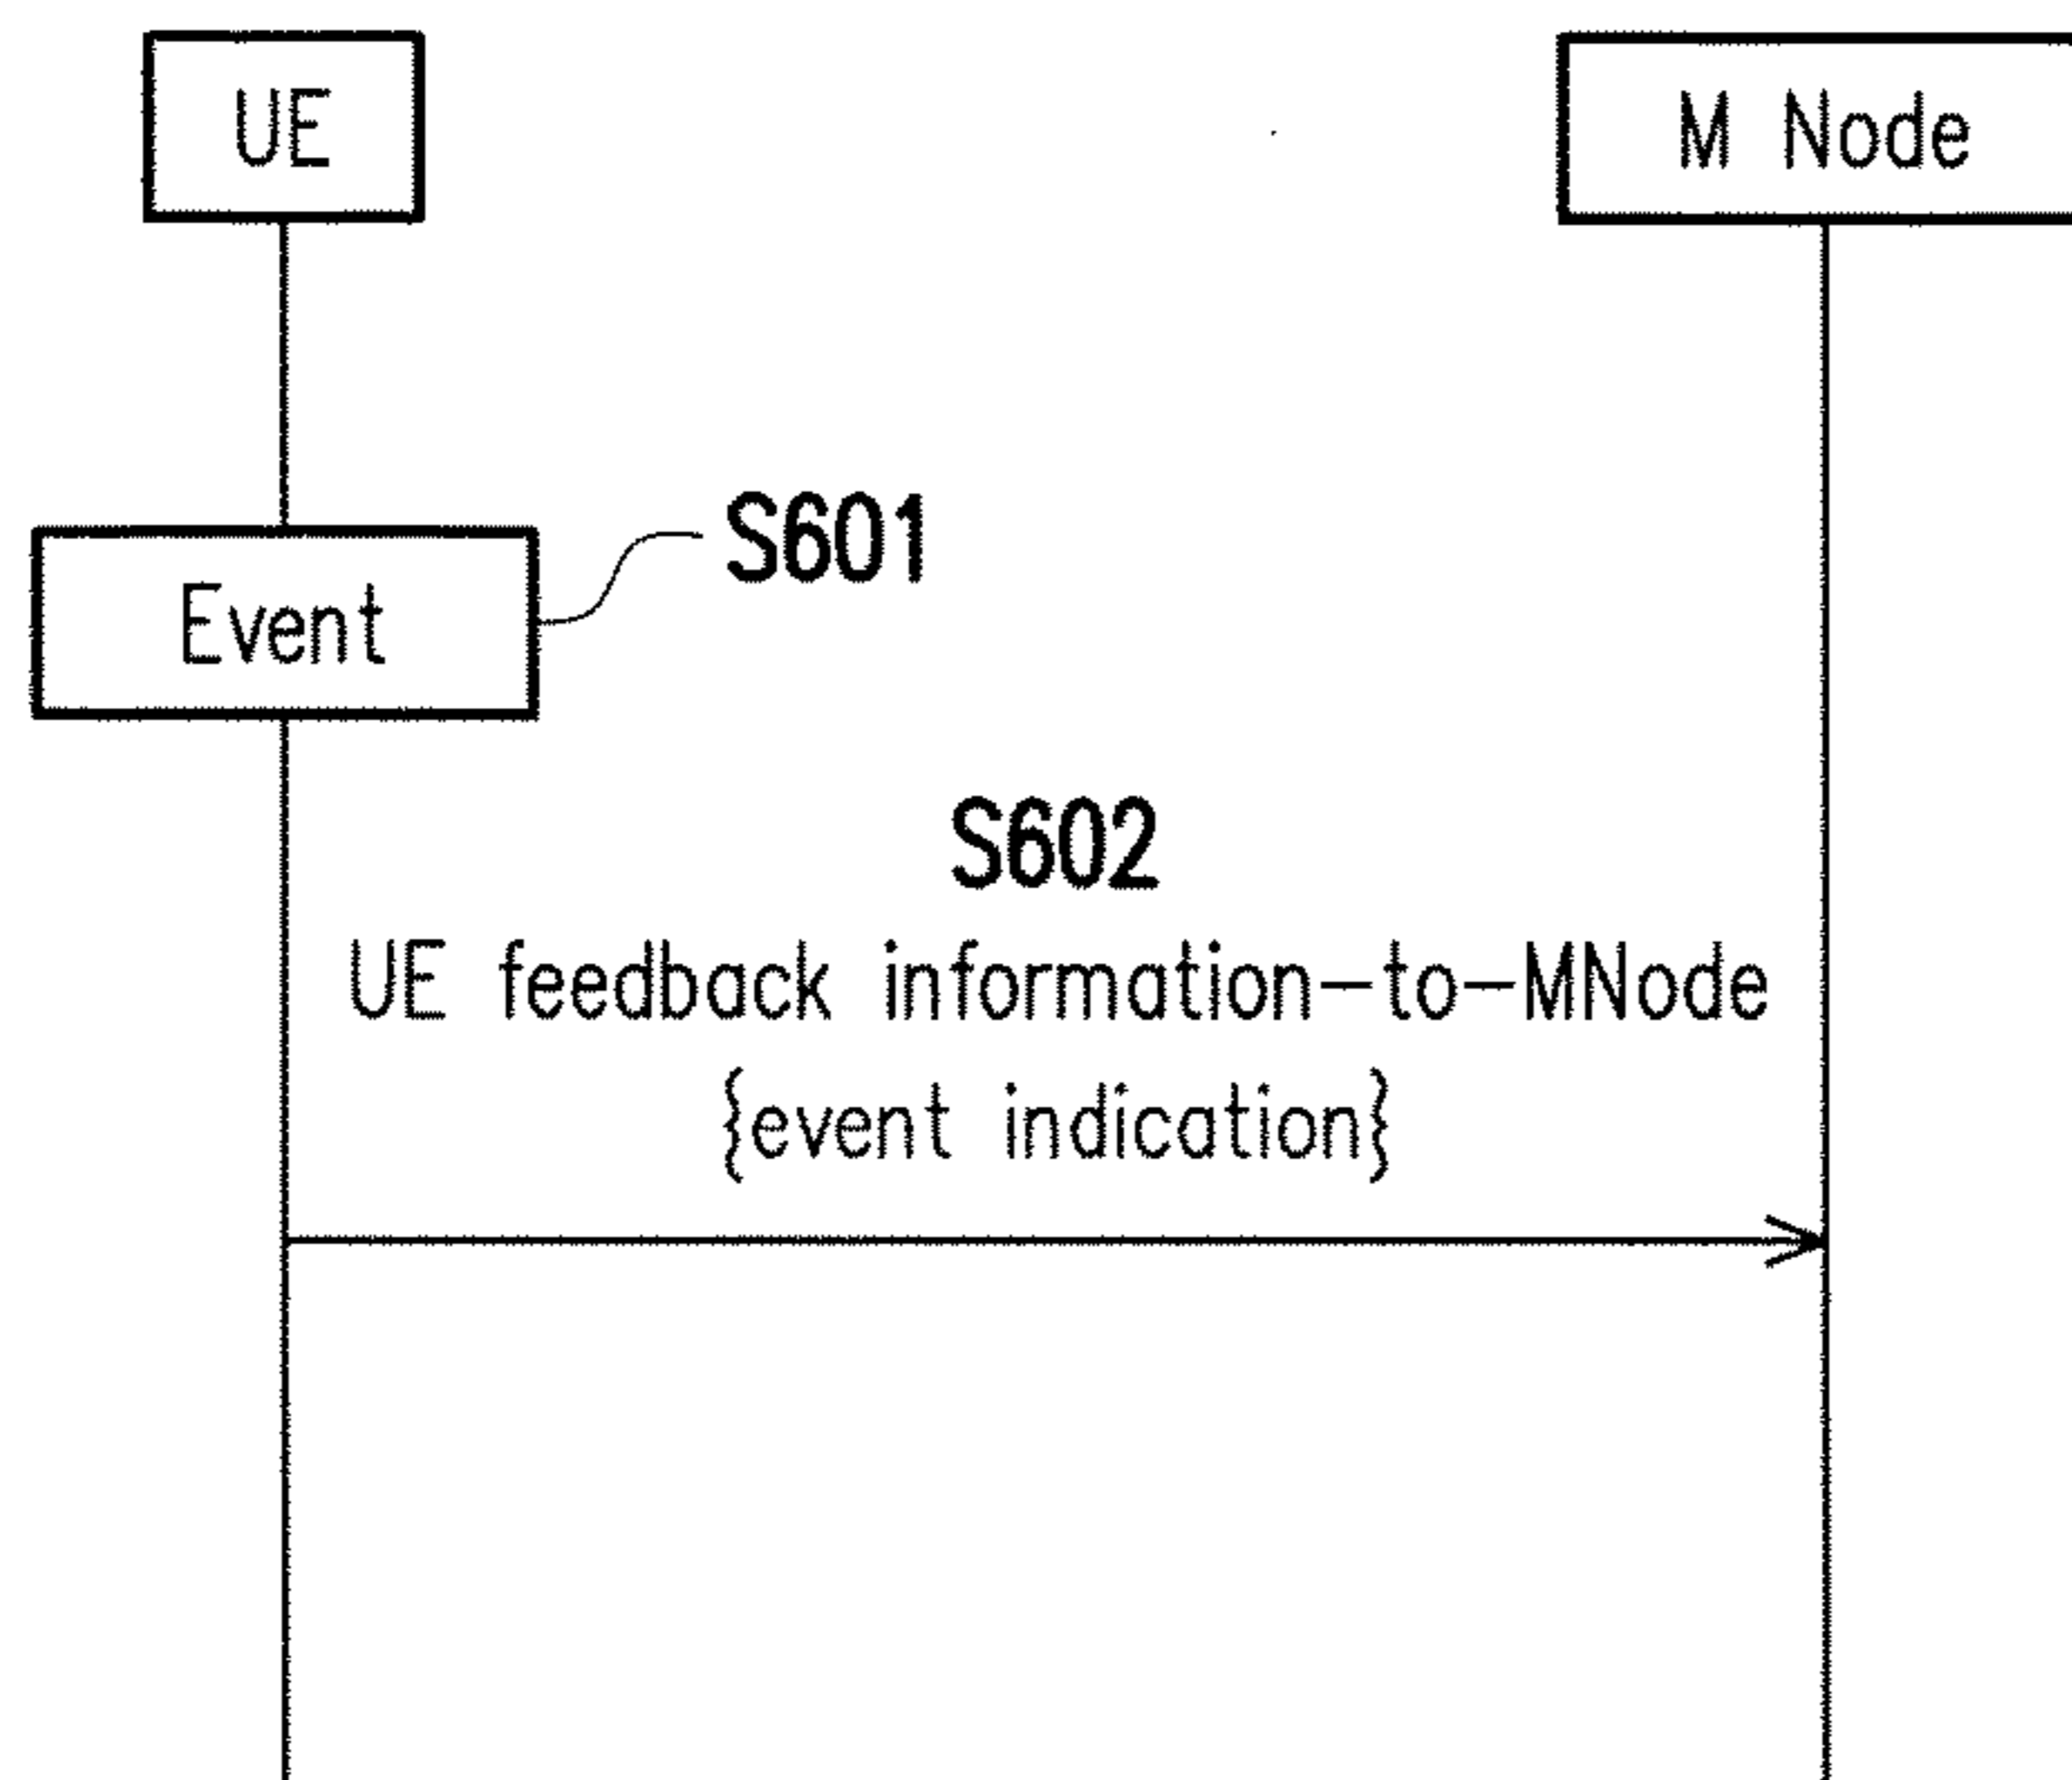 UE
M Node
S601
Event
S602
UE feedback information-to-MNode
{event indication}